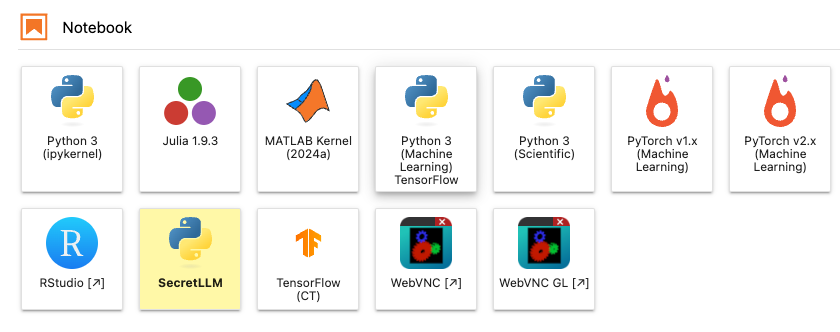 Notebook
Python 3
(ipykernel)
Julia 1.9.3
MATLAB Kernel
(2024a)
Python 3
(Machine
Learning)
TensorFlow
Python 3
(Scientific)
PyTorch v1.x
(Machine
Learning)
PyTorch v2.x
(Machine
Learning)
R
RStudio [↗]
SecretLLM
TensorFlow
(CT)
WebVNC [↗]
WebVNC GL [↗]